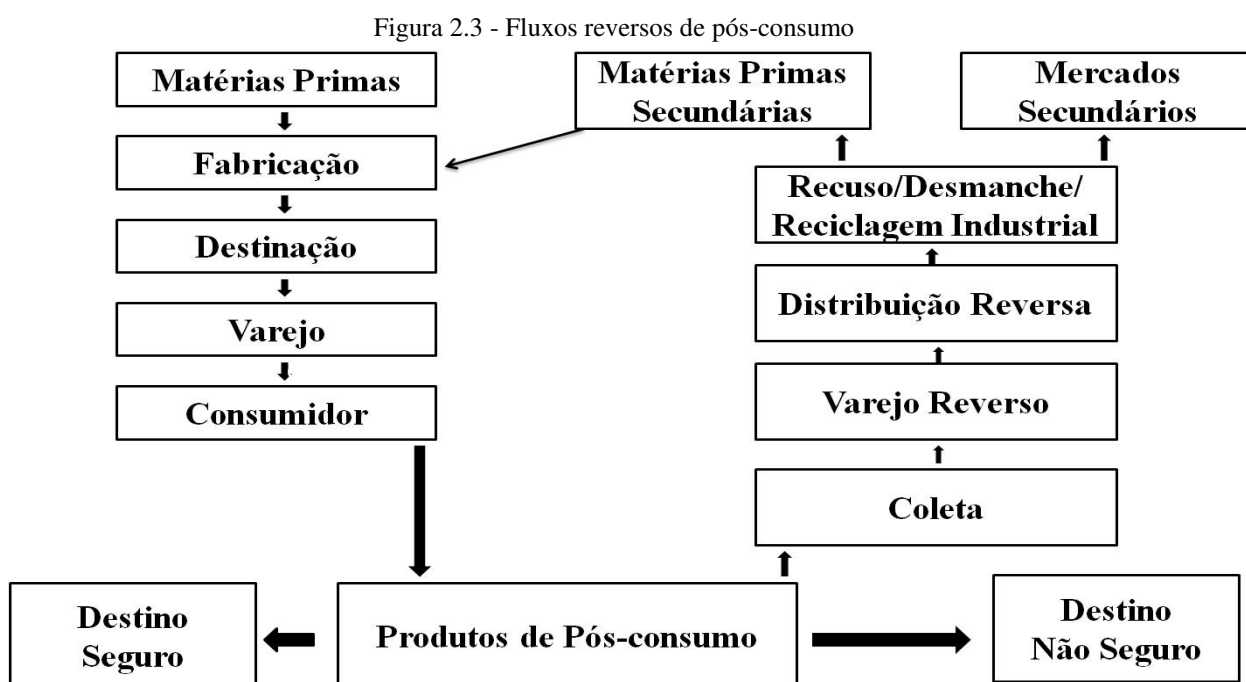 Figura 2.3 - Fluxos reversos de pós-consumo
Matérias Primas
Fabricação
Destinação
Varejo
Consumidor
Matérias Primas
Secundárias
Mercados
Secundários
Recuso/Desmanche/
Reciclagem Industrial
Distribuição Reversa
Varejo Reverso
Coleta
Destino
Seguro
Produtos de Pós-consumo
Destino
Não Seguro